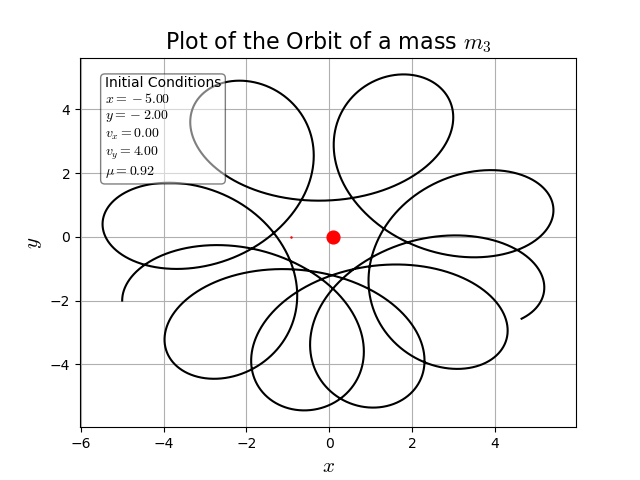 Plot of the Orbit of a mass m₃
Initial Conditions
x = −5.00
y = −2.00
vₓ = 0.00
v_y = 4.00
μ = 0.92
4
2
0
−2
−4
y
−6
−4
−2
0
2
4
x